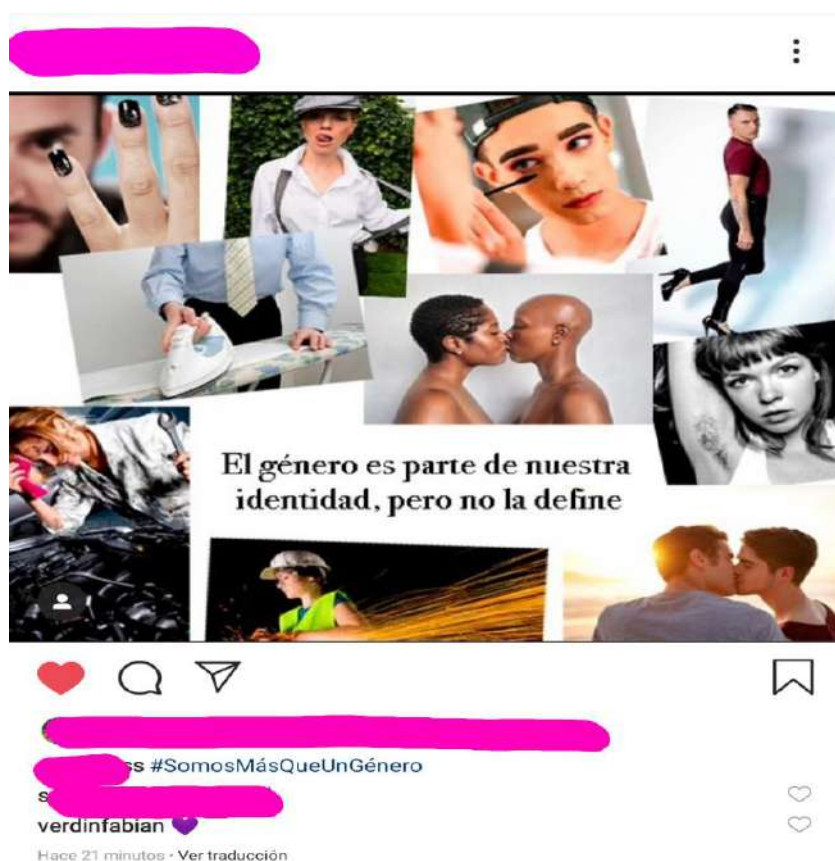 El género es parte de nuestra
identidad, pero no la define
ss #SomosMásQueUnGénero
s
verdinfabian 💜
Hace 21 minutos · Ver traducción